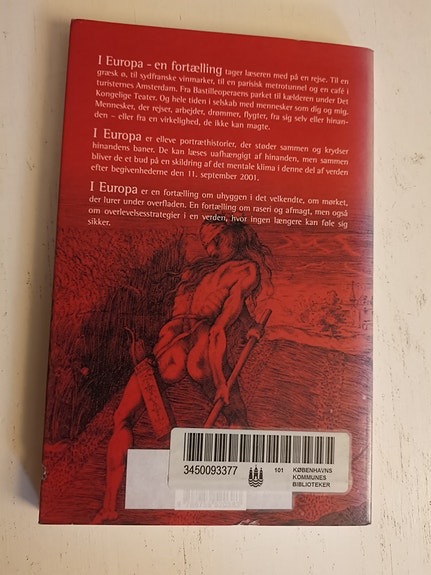 I Europa - en fortælling tager læseren med på en rejse. Til en
græsk ø, til sydfranske vinmarker, til en parisisk metrotunnel og en café i
turisternes Amsterdam. Fra Bastilleoperaens parket til kælderen under Det
Kongelige Teater. Og hele tiden i selskab med mennesker som dig og mig.
Mennesker, der rejser, arbejder, drømmer, flygter, fra sig selv eller hinan-
den – eller fra en virkelighed, de ikke kan magte.
I Europa er elleve portræthistorier, der støder sammen og krydser
hinandens baner. De kan læses uafhængigt af hinanden, men sammen
bliver de et bud på en skildring af det mentale klima i denne del af verden
efter begivenhederne den 11. september 2001.
I Europa er en fortælling om uhyggen i det velkendte, om mørket,
der lurer under overfladen. En fortælling om raseri og afmagt, men også
om overlevelsesstrategier i en verden, hvor ingen længere kan føle sig
sikker.
3450093377
101
KØBENHAVNS
KOMMUNES
BIBLIOTEKER